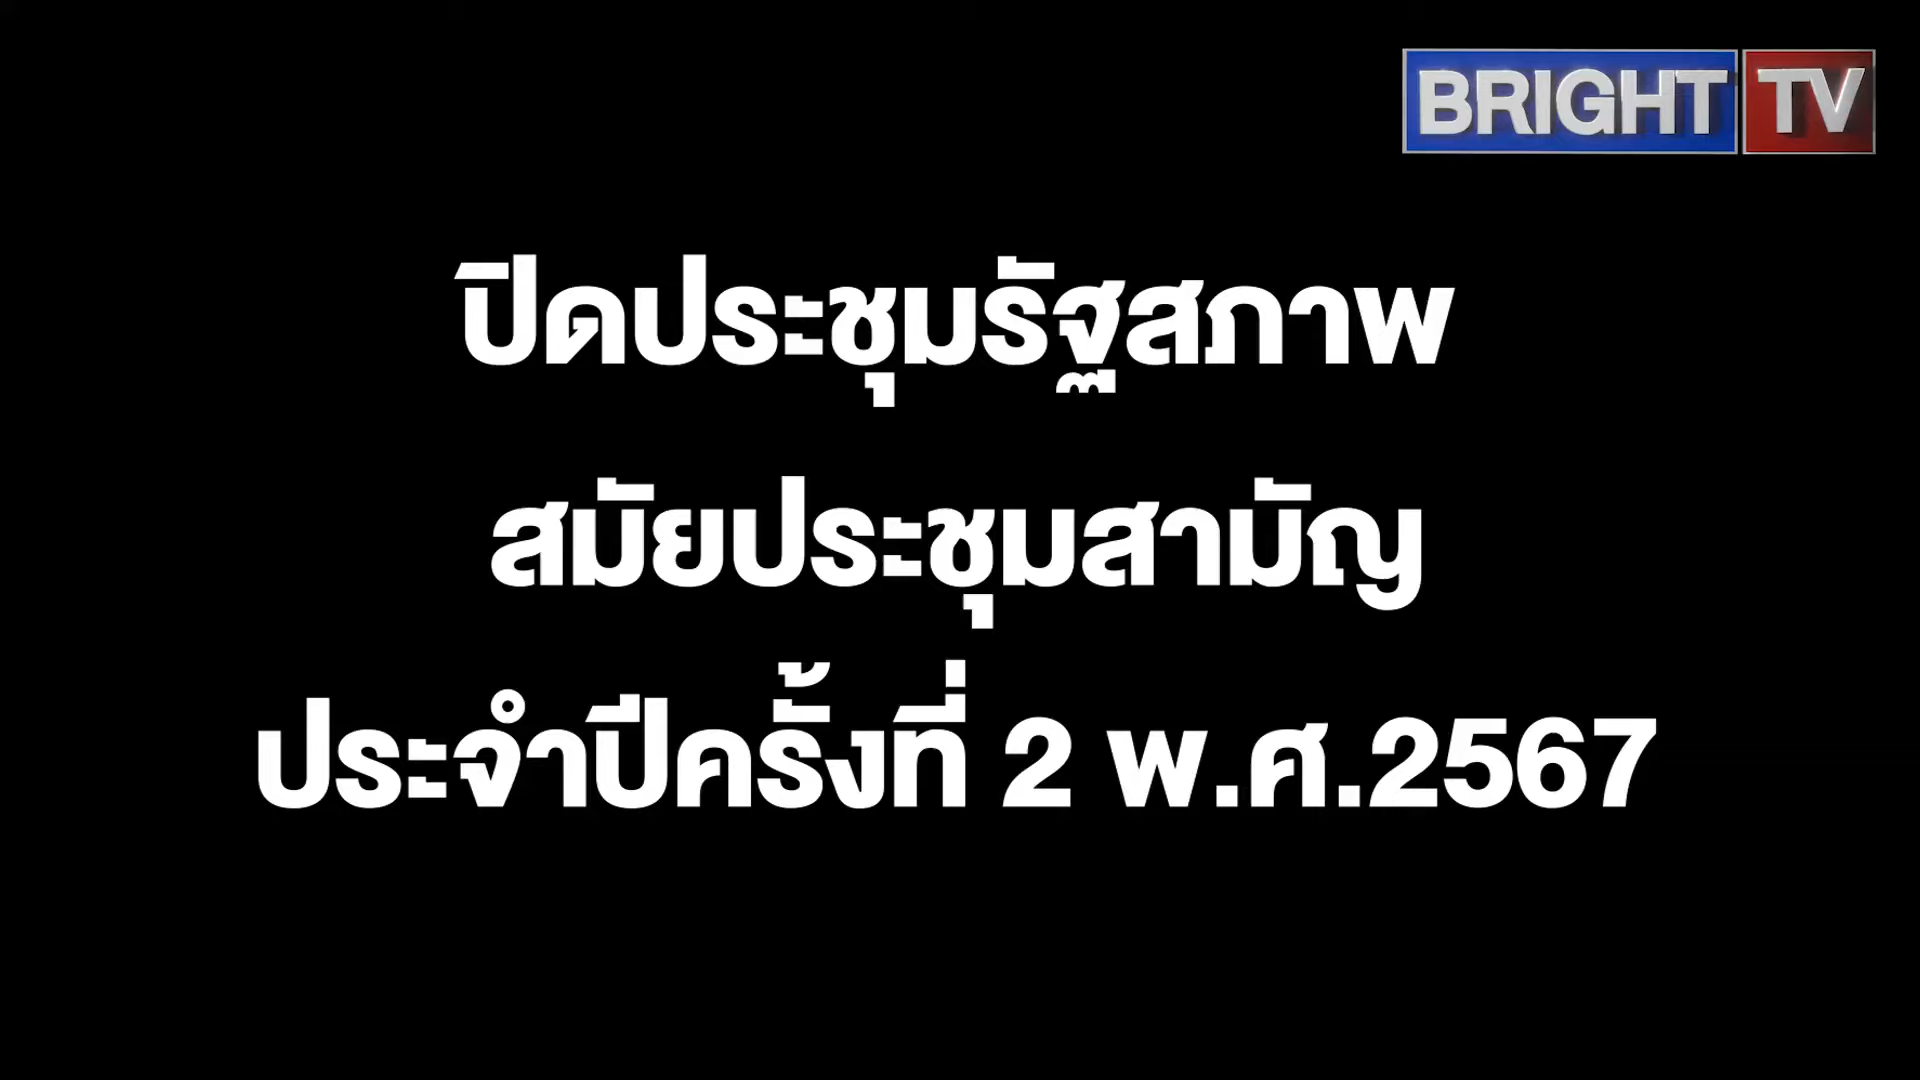 BRIGHT TV
ปิดประชุมรัฐสภาพ
สมัยประชุมสามัญ
ประจำปีครั้งที่ 2 พ.ศ.2567